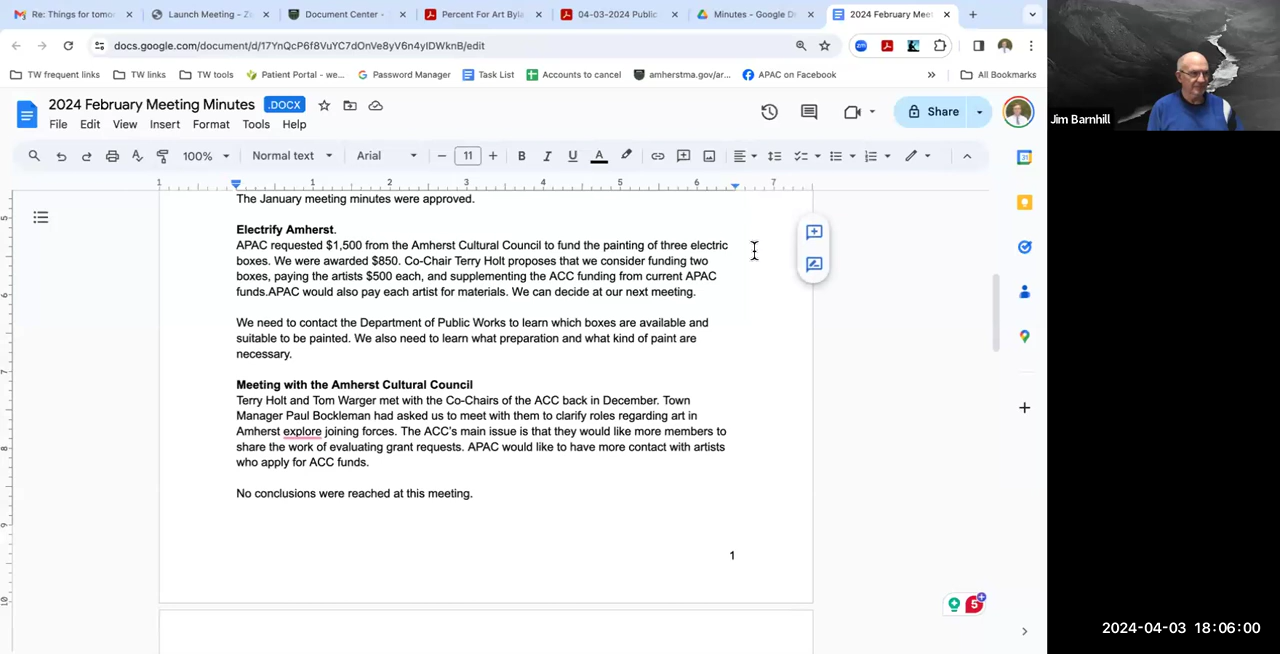 Re: Things for tomo
Launch Meeting - Z
Document Center -
Percent For Art Byla
04-03-2024 Public
Minutes - Google D
2024 February Mee
docs.google.com/document/d/17YnQcP6f8VuYC7dOnVe8yV6n4yIDWknB/edit
TW frequent links TW links TW tools Patient Portal - we... Password Manager Task List Accounts to cancel amherstma.gov/ar... APAC on Facebook » All Bookmarks
2024 February Meeting Minutes .DOCX
File Edit View Insert Format Tools Help
Share
100% Normal text Arial 11 B I U A
1 1 2 3 4 5 6 7
The January meeting minutes were approved.
Electrify Amherst.
APAC requested $1,500 from the Amherst Cultural Council to fund the painting of three electric
boxes. We were awarded $850. Co-Chair Terry Holt proposes that we consider funding two
boxes, paying the artists $500 each, and supplementing the ACC funding from current APAC
funds.APAC would also pay each artist for materials. We can decide at our next meeting.
We need to contact the Department of Public Works to learn which boxes are available and
suitable to be painted. We also need to learn what preparation and what kind of paint are
necessary.
Meeting with the Amherst Cultural Council
Terry Holt and Tom Warger met with the Co-Chairs of the ACC back in December. Town
Manager Paul Bockleman had asked us to meet with them to clarify roles regarding art in
Amherst explore joining forces. The ACC's main issue is that they would like more members to
share the work of evaluating grant requests. APAC would like to have more contact with artists
who apply for ACC funds.
No conclusions were reached at this meeting.
1
5
Jim Barnhill
2024-04-03 18:06:00